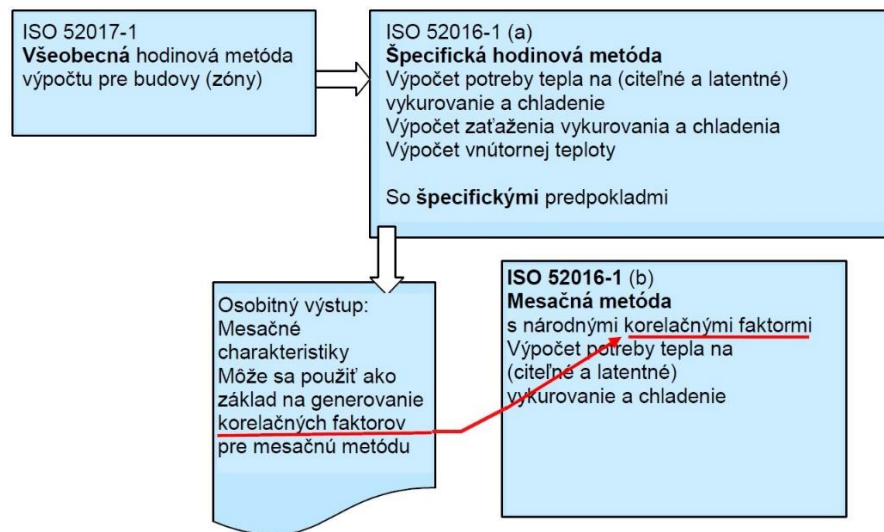 ISO 52017-1
Všeobecná hodinová metóda
výpočtu pre budovy (zóny)
ISO 52016-1 (a)
Špecifická hodinová metóda
Výpočet potreby tepla na (citeľné a latentné)
vykurovanie a chladenie
Výpočet zaťaženia vykurovania a chladenia
Výpočet vnútornej teploty
So špecifickými predpokladmi
Osobitný výstup:
Mesačné
charakteristiky
Môže sa použiť ako
základ na generovanie
korelačných faktorov
pre mesačnú metódu
ISO 52016-1 (b)
Mesačná metóda
s národnými korelačnými faktormi
Výpočet potreby tepla na
(citeľné a latentné)
vykurovanie a chladenie